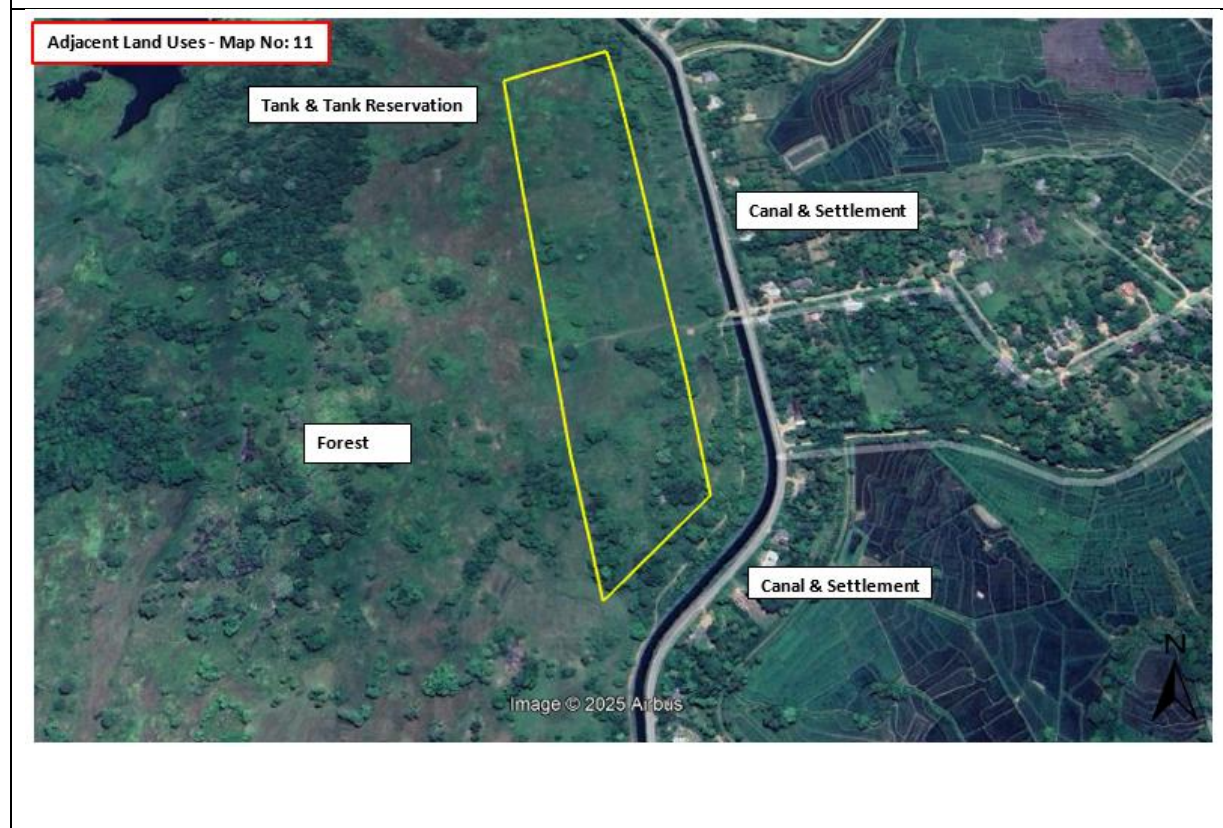 Adjacent Land Uses - Map No: 11
Tank & Tank Reservation
Canal & Settlement
Forest
Canal & Settlement
N
Image © 2025 Airbus